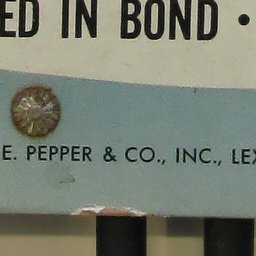 ED IN BOND •
E. PEPPER & CO., INC., LEX